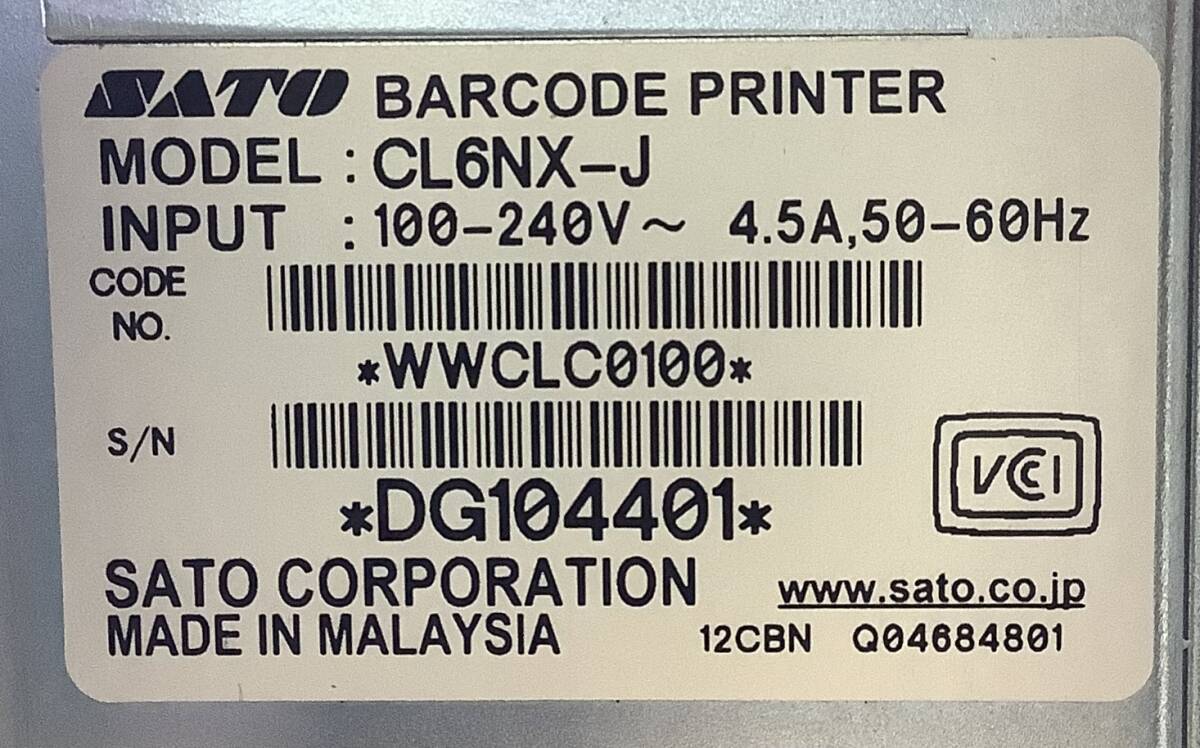 SATO BARCODE PRINTER
MODEL : CL6NX-J
INPUT : 100-240V~ 4.5A,50-60Hz
CODE NO.
*WWCLC0100*
S/N
*DG104401*
VCCI
SATO CORPORATION www.sato.co.jp
MADE IN MALAYSIA 12CBN Q04684801